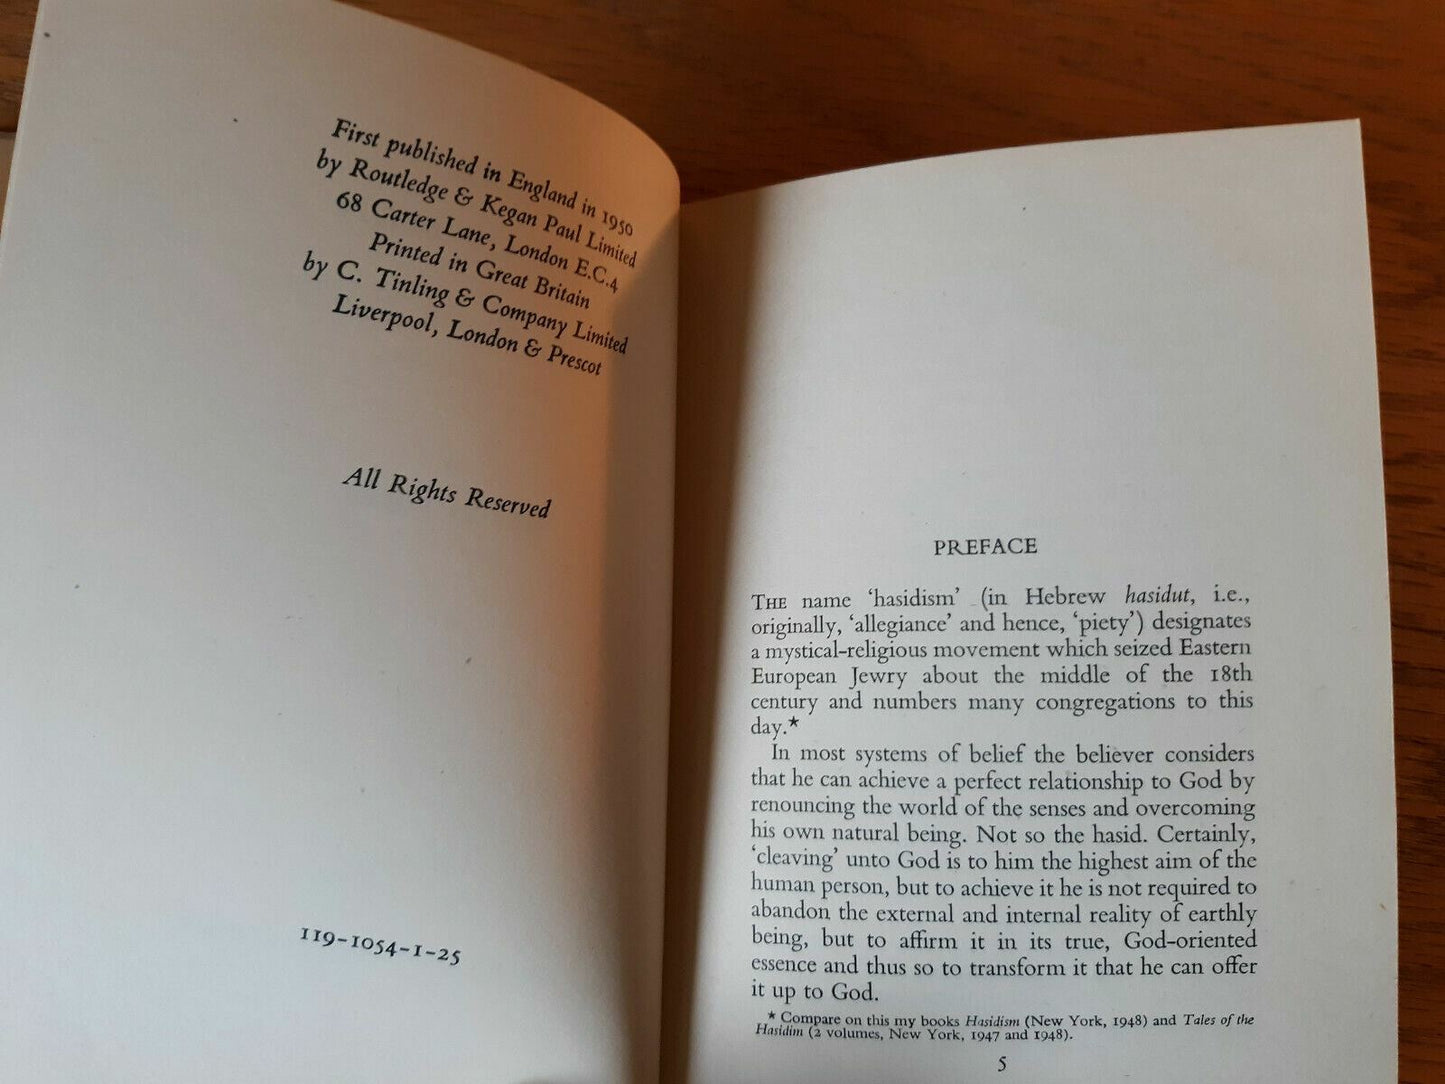 First published in England in 1950
by Routledge & Kegan Paul Limited
68 Carter Lane, London E.C.4
Printed in Great Britain
by C. Tinling & Company Limited
Liverpool, London & Prescot
All Rights Reserved
119-1054-1-25
PREFACE
THE name ‘hasidism’ (in Hebrew hasidut, i.e.,
originally, ‘allegiance’ and hence, ‘piety’) designates
a mystical-religious movement which seized Eastern
European Jewry about the middle of the 18th
century and numbers many congregations to this
day.★
In most systems of belief the believer considers
that he can achieve a perfect relationship to God by
renouncing the world of the senses and overcoming
his own natural being. Not so the hasid. Certainly,
‘cleaving’ unto God is to him the highest aim of the
human person, but to achieve it he is not required to
abandon the external and internal reality of earthly
being, but to affirm it in its true, God-oriented
essence and thus so to transform it that he can offer
it up to God.
★ Compare on this my books Hasidism (New York, 1948) and Tales of the
Hasidim (2 volumes, New York, 1947 and 1948).
5